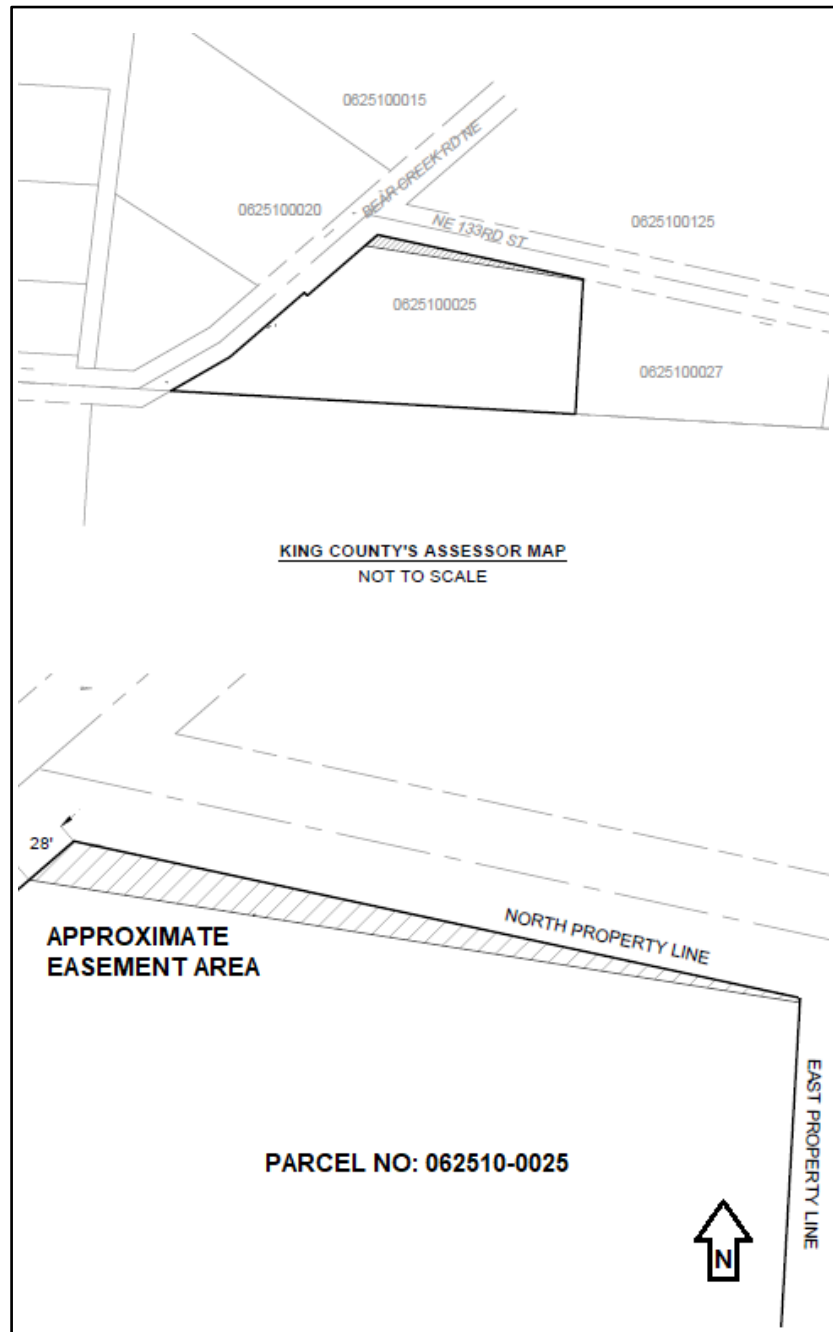 0625100015
BEAR CREEK RD NE
0625100020
NE 133RD ST
0625100125
0625100025
0625100027
KING COUNTY'S ASSESSOR MAP
NOT TO SCALE
28'
NORTH PROPERTY LINE
APPROXIMATE
EASEMENT AREA
EAST PROPERTY LINE
PARCEL NO: 062510-0025
N